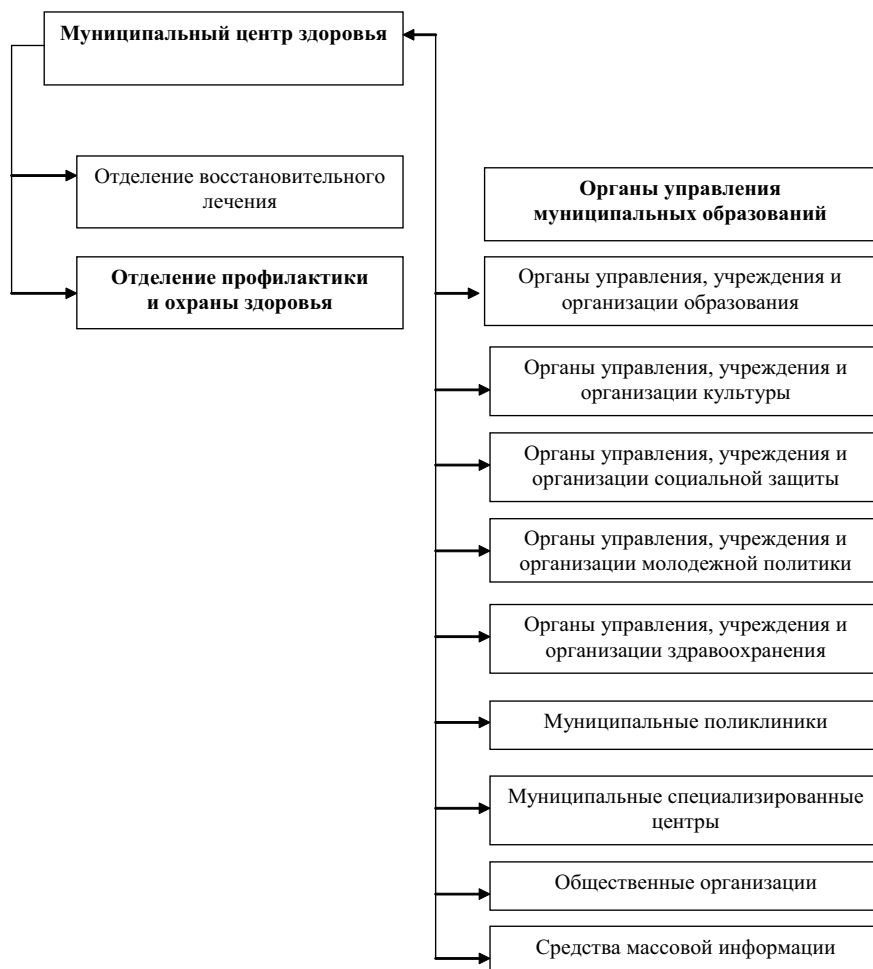 Муниципальный центр здоровья
Отделение восстановительного
лечения
Отделение профилактики
и охраны здоровья
Органы управления
муниципальных образований
Органы управления, учреждения и
организации образования
Органы управления, учреждения и
организации культуры
Органы управления, учреждения и
организации социальной защиты
Органы управления, учреждения и
организации молодежной политики
Органы управления, учреждения и
организации здравоохранения
Муниципальные поликлиники
Муниципальные специализированные
центры
Общественные организации
Средства массовой информации